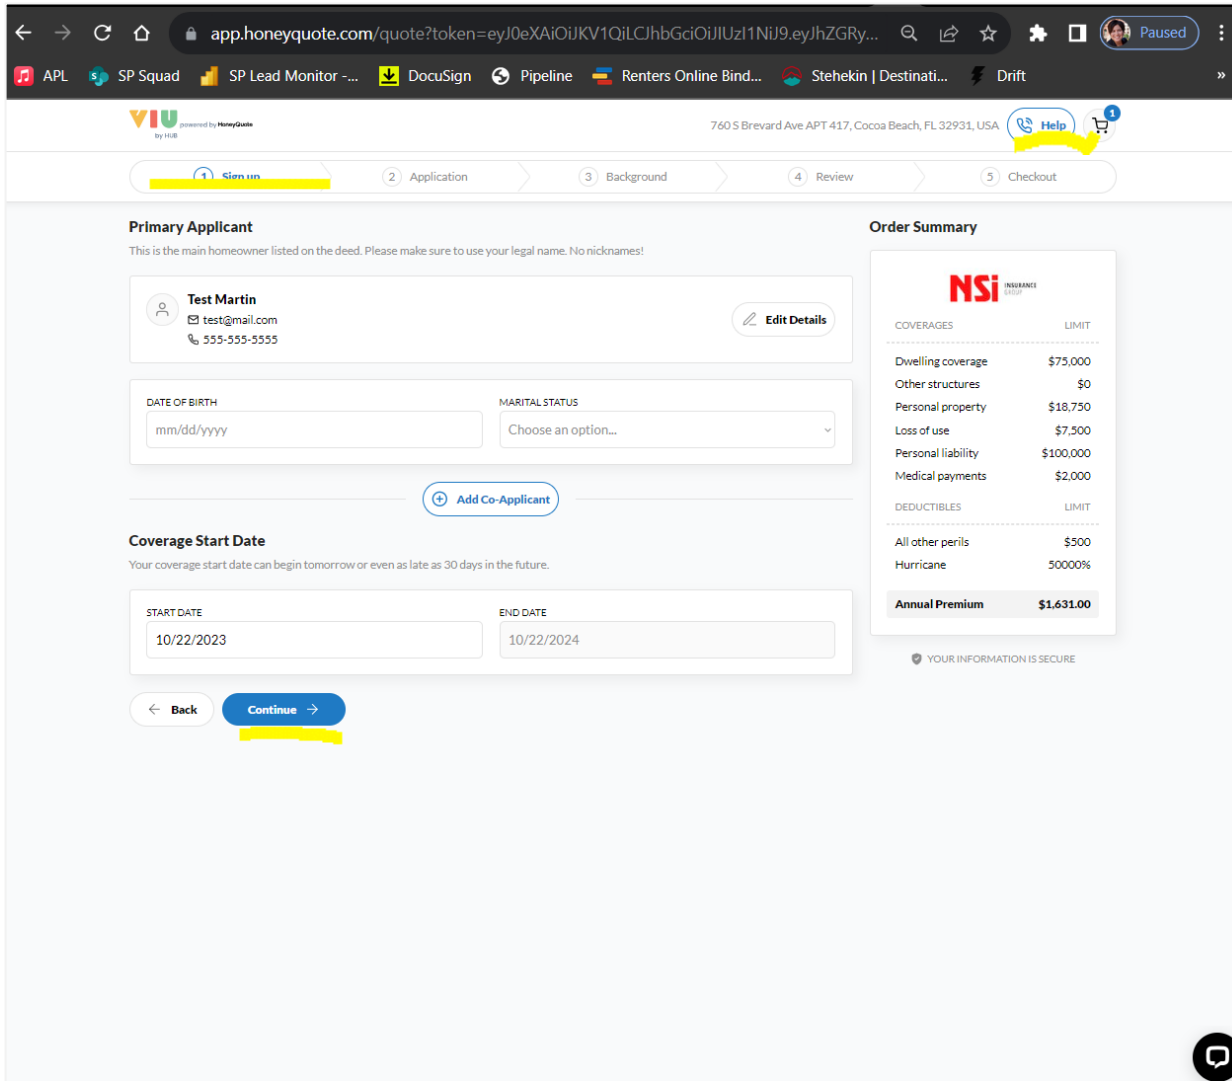 app.honeyquote.com/quote?token=eyJ0eXAiOiJKV1QiLCJhbGciOiJIUzI1NiJ9.eyJhZGRy... Paused
APL SP Squad SP Lead Monitor -... DocuSign Pipeline Renters Online Bind... Stehekin | Destinati... Drift »
VIU powered by HoneyQuote
by HUB
760 S Brevard Ave APT 417, Cocoa Beach, FL 32931, USA Help 1
1 Sign up 2 Application 3 Background 4 Review 5 Checkout
Primary Applicant
This is the main homeowner listed on the deed. Please make sure to use your legal name. No nicknames!
Test Martin
test@mail.com
555-555-5555
Edit Details
DATE OF BIRTH MARITAL STATUS
mm/dd/yyyy Choose an option...
Add Co-Applicant
Coverage Start Date
Your coverage start date can begin tomorrow or even as late as 30 days in the future.
START DATE END DATE
10/22/2023 10/22/2024
Back Continue
Order Summary
NSi INSURANCE
GROUP
COVERAGES LIMIT
Dwelling coverage $75,000
Other structures $0
Personal property $18,750
Loss of use $7,500
Personal liability $100,000
Medical payments $2,000
DEDUCTIBLES LIMIT
All other perils $500
Hurricane 50000%
Annual Premium $1,631.00
YOUR INFORMATION IS SECURE